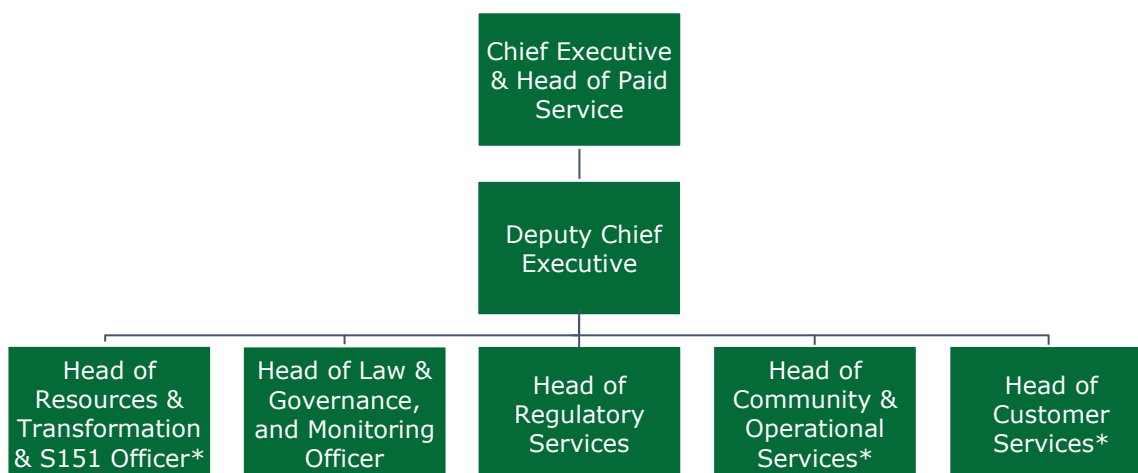 Chief Executive
& Head of Paid
Service
Deputy Chief
Executive
Head of
Resources &
Transformation
& S151 Officer*
Head of Law &
Governance,
and Monitoring
Officer
Head of
Regulatory
Services
Head of
Community &
Operational
Services*
Head of
Customer
Services*